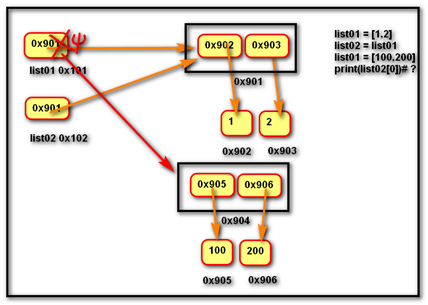 0x901
list01 0x101
0x901
list02 0x102
0x902 0x903
0x901
1 2
0x902 0x903
list01 = [1,2]
list02 = list01
list01 = [100,200]
print(list02[0])# ?
0x905 0x906
0x904
100 200
0x905 0x906